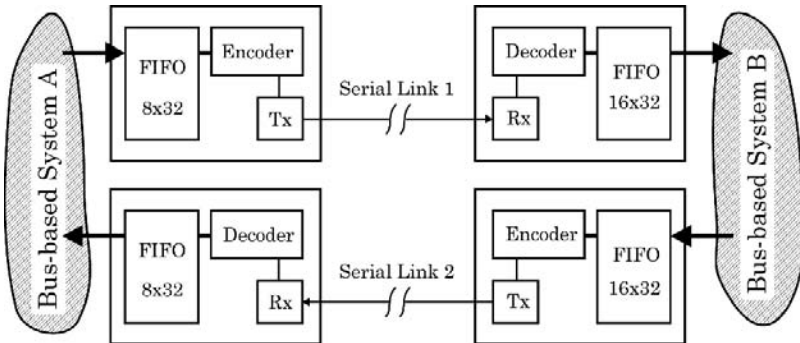 Bus-based System A
FIFO
8x32
Encoder
Tx
Serial Link 1
Decoder
Rx
FIFO
16x32
Bus-based System B
FIFO
8x32
Decoder
Rx
Serial Link 2
Encoder
Tx
FIFO
16x32